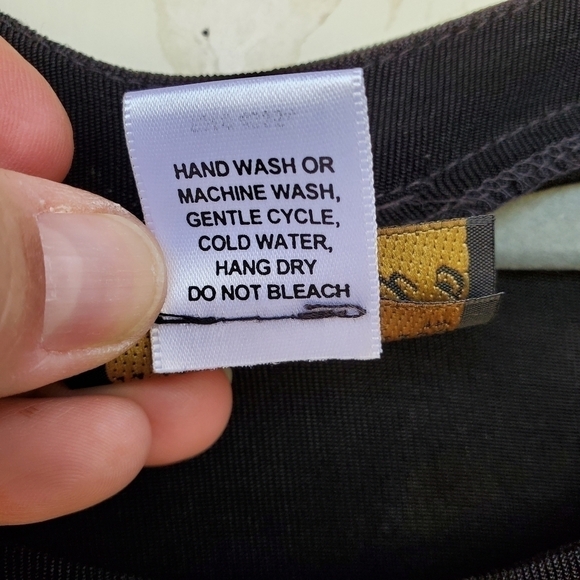 HAND WASH OR
MACHINE WASH,
GENTLE CYCLE,
COLD WATER,
HANG DRY
DO NOT BLEACH